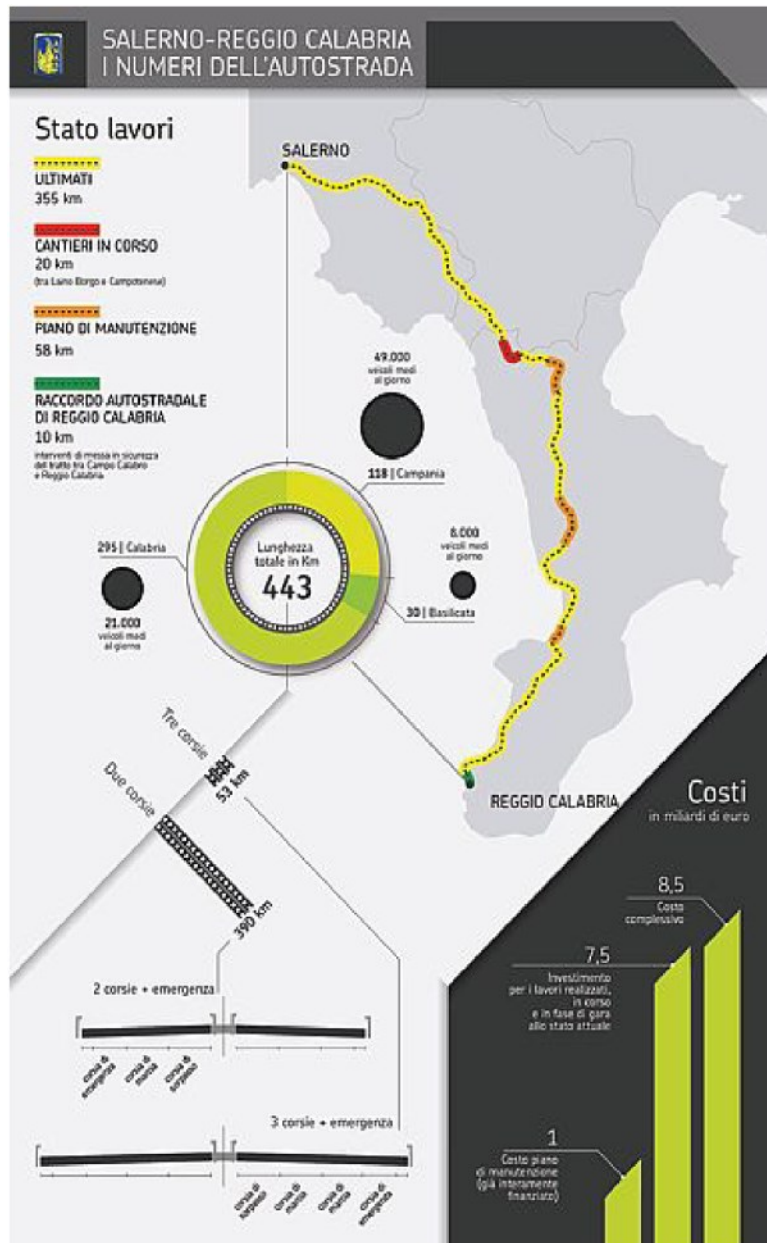 SALERNO-REGGIO CALABRIA
I NUMERI DELL'AUTOSTRADA
Stato lavori
ULTIMATI
355 km
CANTIERI IN CORSO
20 km
(tra Laino Borgo e Campotenese)
PIANO DI MANUTENZIONE
58 km
RACCORDO AUTOSTRADALE
DI REGGIO CALABRIA
10 km
interventi di messa in sicurezza
del tratto tra Campo Calabro
e Reggio Calabria
SALERNO
REGGIO CALABRIA
49.000
veicoli medi
al giorno
118 | Campania
295 | Calabria
21.000
veicoli medi
al giorno
Lunghezza
totale in Km
443
8.000
veicoli medi
al giorno
30 | Basilicata
Tre corsie
53 km
Due corsie
390 km
2 corsie + emergenza
corsia di
emergenza
corsia di
marcia
corsia di
sorpasso
3 corsie + emergenza
corsia di
sorpasso
corsia di
marcia
corsia di
marcia
corsia di
emergenza
Costi
in miliardi di euro
8,5
Costo
complessivo
7,5
Investimento
per i lavori realizzati,
in corso
e in fase di gara
allo stato attuale
1
Costo piano
di manutenzione
(già interamente
finanziato)